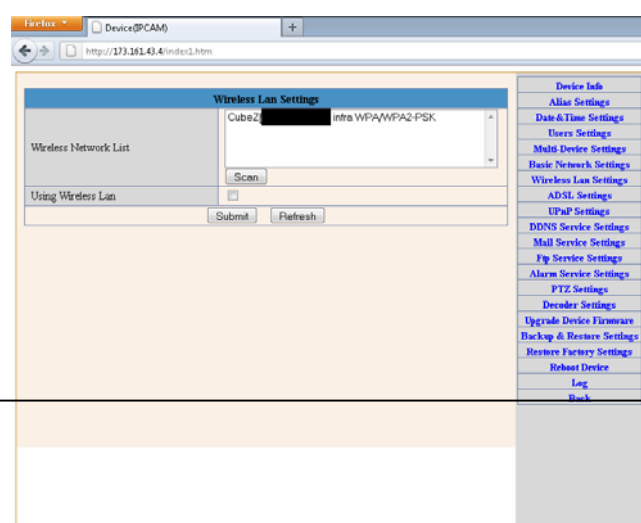 Firefox
Device(IPCAM)
+
http://173.161.43.4/index1.htm
Wireless Lan Settings
Wireless Network List
CubeZ infra WPA/WPA2-PSK
Scan
Using Wireless Lan
Submit Refresh
Device Info
Alias Settings
Date&Time Settings
Users Settings
Multi-Device Settings
Basic Network Settings
Wireless Lan Settings
ADSL Settings
UPnP Settings
DDNS Service Settings
Mail Service Settings
Ftp Service Settings
Alarm Service Settings
PTZ Settings
Decoder Settings
Upgrade Device Firmware
Backup & Restore Settings
Restore Factory Settings
Reboot Device
Log
Back